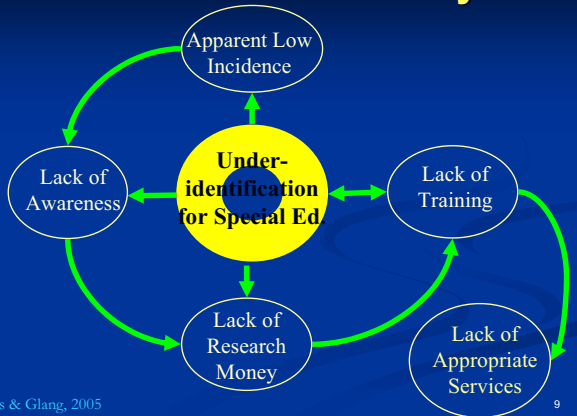 Apparent Low
Incidence
Under-
identification
for Special Ed.
Lack of
Awareness
Lack of
Training
Lack of
Research
Money
Lack of
Appropriate
Services
& Glang, 2005
9